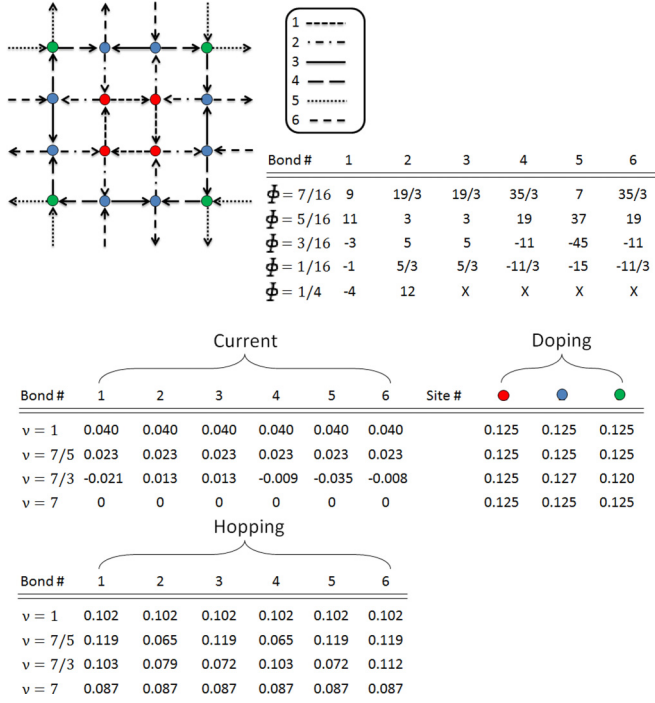 1
2
3
4
5
6
Bond # 1 2 3 4 5 6
Φ = 7/16 9 19/3 19/3 35/3 7 35/3
Φ = 5/16 11 3 3 19 37 19
Φ = 3/16 -3 5 5 -11 -45 -11
Φ = 1/16 -1 5/3 5/3 -11/3 -15 -11/3
Φ = 1/4 -4 12 X X X X
Current Doping
Bond # 1 2 3 4 5 6 Site #
ν = 1 0.040 0.040 0.040 0.040 0.040 0.040 0.125 0.125 0.125
ν = 7/5 0.023 0.023 0.023 0.023 0.023 0.023 0.125 0.125 0.125
ν = 7/3 -0.021 0.013 0.013 -0.009 -0.035 -0.008 0.125 0.127 0.120
ν = 7 0 0 0 0 0 0 0.125 0.125 0.125
Hopping
Bond # 1 2 3 4 5 6
ν = 1 0.102 0.102 0.102 0.102 0.102 0.102
ν = 7/5 0.119 0.065 0.119 0.065 0.119 0.119
ν = 7/3 0.103 0.079 0.072 0.103 0.072 0.112
ν = 7 0.087 0.087 0.087 0.087 0.087 0.087